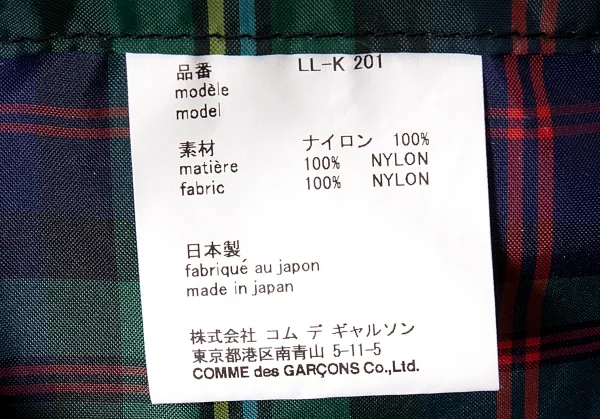 品番 LL-K 201
modèle
model
素材 ナイロン 100%
matière 100% NYLON
fabric 100% NYLON
日本製
fabriqué au japon
made in japan
株式会社 コム デ ギャルソン
東京都港区南青山 5-11-5
COMME des GARÇONS Co.,Ltd.